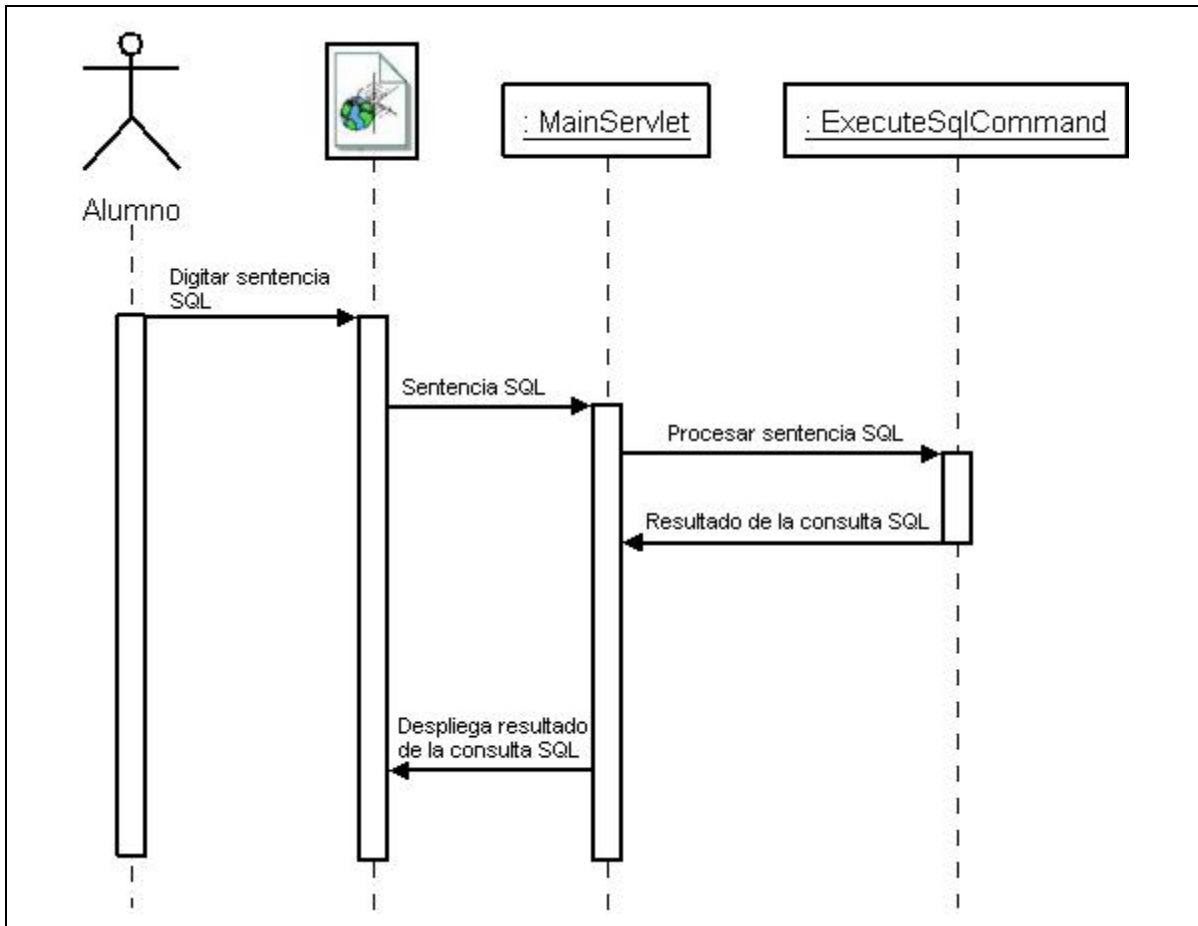 : MainServlet
: ExecuteSqlCommand
Alumno
Digitar sentencia
SQL
Sentencia SQL
Procesar sentencia SQL
Resultado de la consulta SQL
Despliega resultado
de la consulta SQL